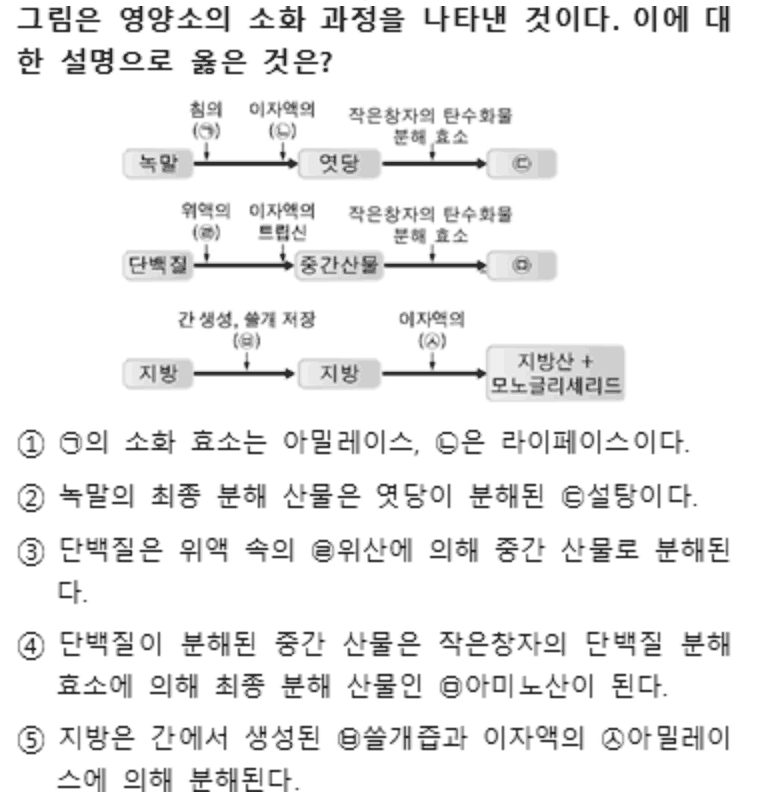 그림은 영양소의 소화 과정을 나타낸 것이다. 이에 대
한 설명으로 옳은 것은?
침의 이자액의 작은창자의 탄수화물
(㉠) (㉡) 분해 효소
녹말 엿당 ㉢
위액의 이자액의 작은창자의 탄수화물
(㉣) 트립신 분해 효소
단백질 중간산물 ㉤
간 생성, 쓸개 저장 이자액의
(㉥) (㉦)
지방 지방 지방산 +
모노글리세리드
① ㉠의 소화 효소는 아밀레이스, ㉡은 라이페이스이다.
② 녹말의 최종 분해 산물은 엿당이 분해된 ㉢설탕이다.
③ 단백질은 위액 속의 ㉣위산에 의해 중간 산물로 분해된
다.
④ 단백질이 분해된 중간 산물은 작은창자의 단백질 분해
효소에 의해 최종 분해 산물인 ㉤아미노산이 된다.
⑤ 지방은 간에서 생성된 ㉥쓸개즙과 이자액의 ㉦아밀레이
스에 의해 분해된다.